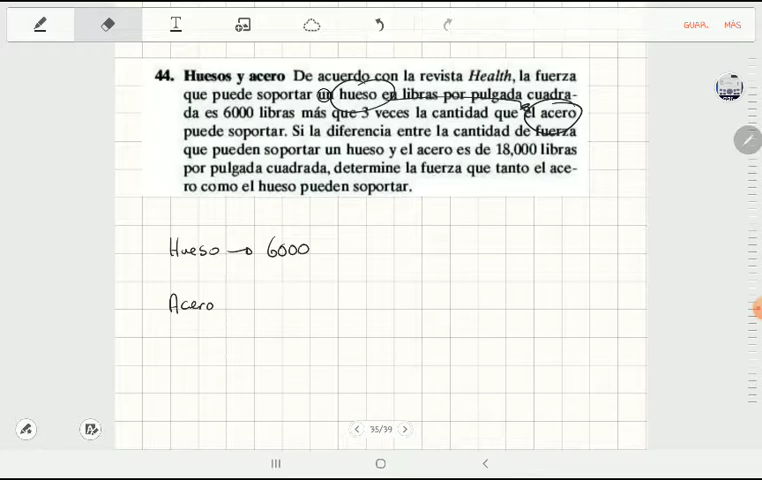 GUAR. MÁS
44. Huesos y acero De acuerdo con la revista Health, la fuerza
que puede soportar un hueso en libras por pulgada cuadra-
da es 6000 libras más que 3 veces la cantidad que el acero
puede soportar. Si la diferencia entre la cantidad de fuerza
que pueden soportar un hueso y el acero es de 18,000 libras
por pulgada cuadrada, determine la fuerza que tanto el ace-
ro como el hueso pueden soportar.
Hueso → 6000
Acero
35/39